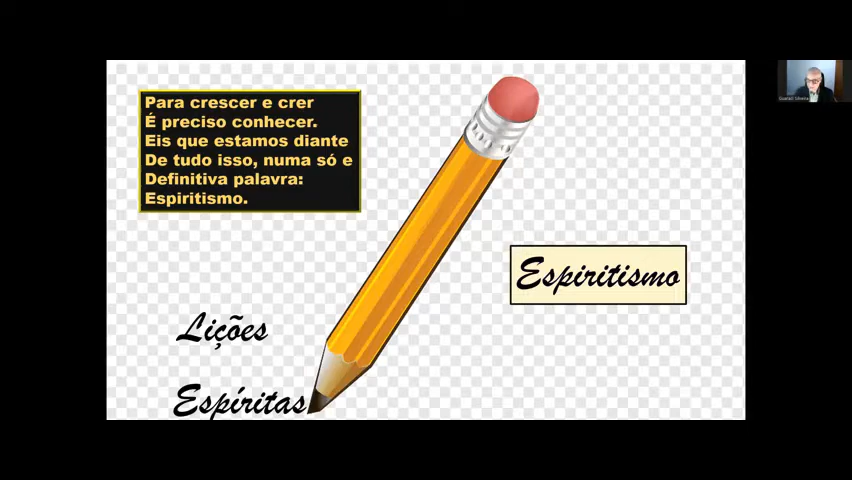 Para crescer e crer
É preciso conhecer.
Eis que estamos diante
De tudo isso, numa só e
Definitiva palavra:
Espiritismo.
Espiritismo
Lições
Espíritas